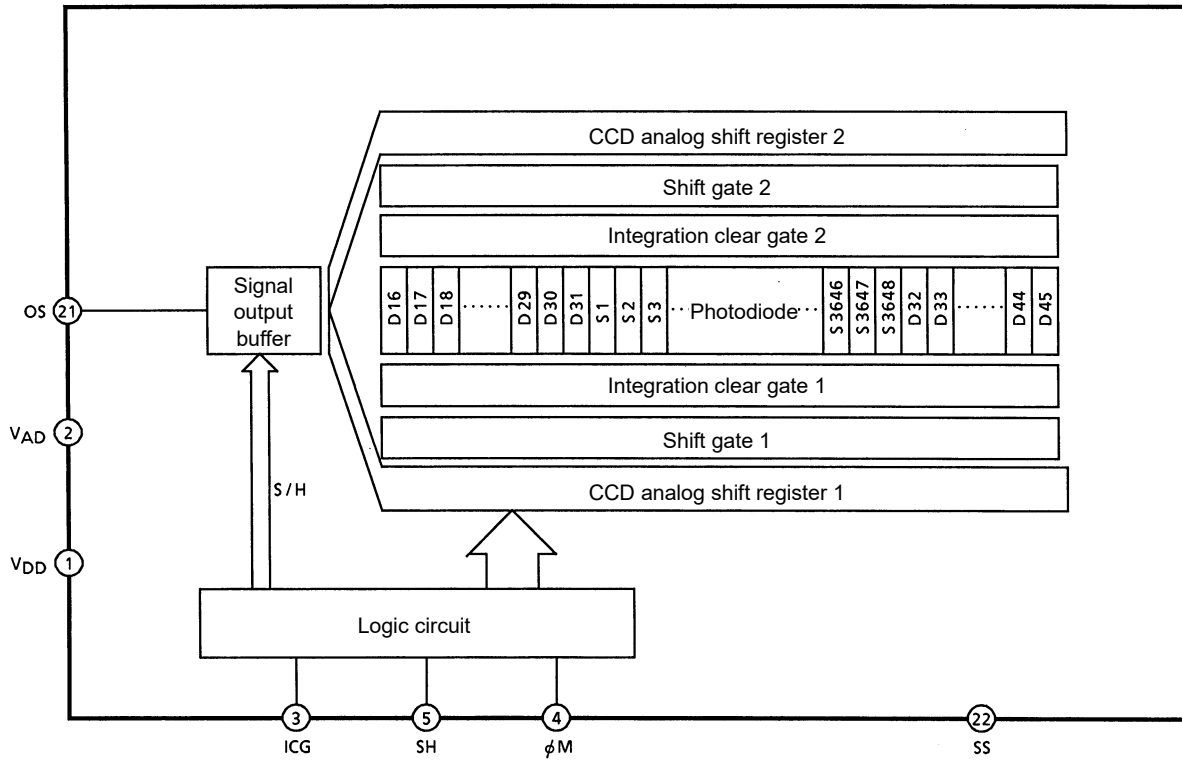 CCD analog shift register 2
Shift gate 2
Integration clear gate 2
Signal
output
buffer
D16 D17 D18 ...... D29 D30 D31 S1 S2 S3 ... Photodiode ... S3646 S3647 S3648 D32 D33 ...... D44 D45
OS 21
Integration clear gate 1
VAD 2
Shift gate 1
S/H
CCD analog shift register 1
VDD 1
Logic circuit
3 5 4 22
ICG SH φM SS